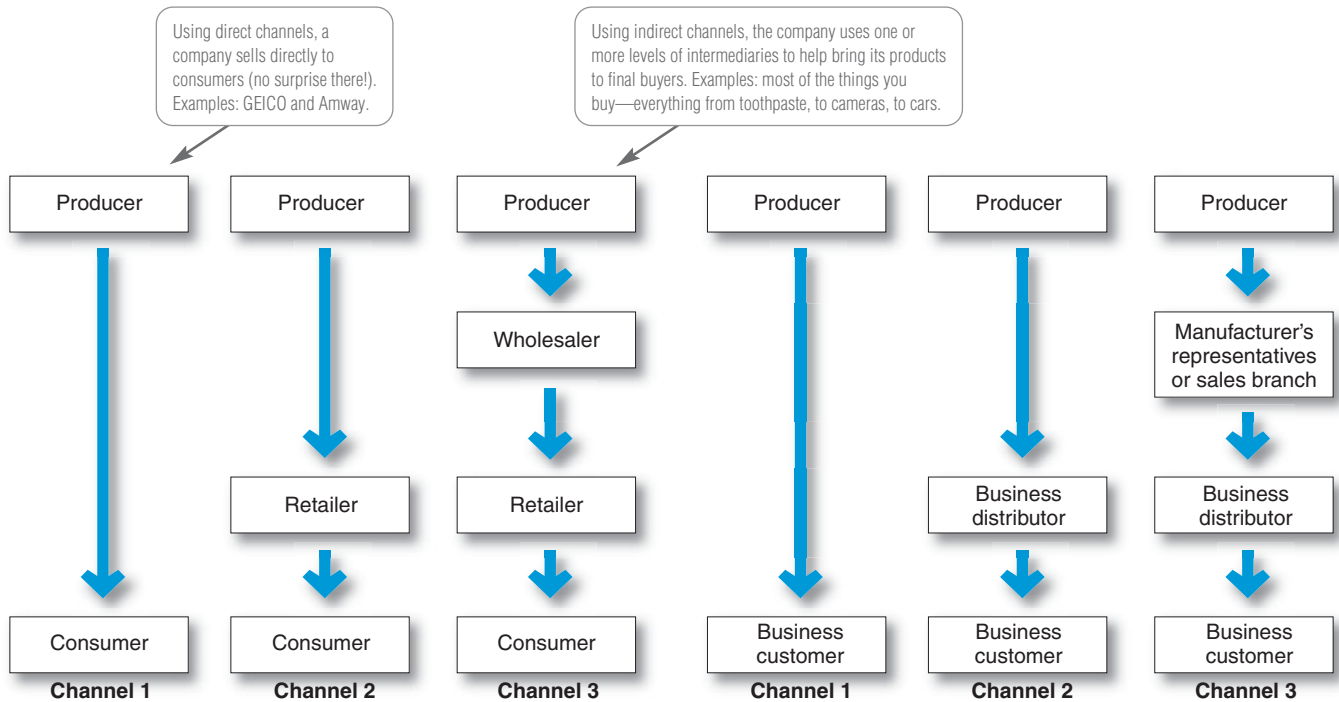 Using direct channels, a
company sells directly to
consumers (no surprise there!).
Examples: GEICO and Amway.
Using indirect channels, the company uses one or
more levels of intermediaries to help bring its products
to final buyers. Examples: most of the things you
buy—everything from toothpaste, to cameras, to cars.
Producer
Consumer
Channel 1
Producer
Retailer
Consumer
Channel 2
Producer
Wholesaler
Retailer
Consumer
Channel 3
Producer
Business
customer
Channel 1
Producer
Business
distributor
Business
customer
Channel 2
Producer
Manufacturer's
representatives
or sales branch
Business
distributor
Business
customer
Channel 3